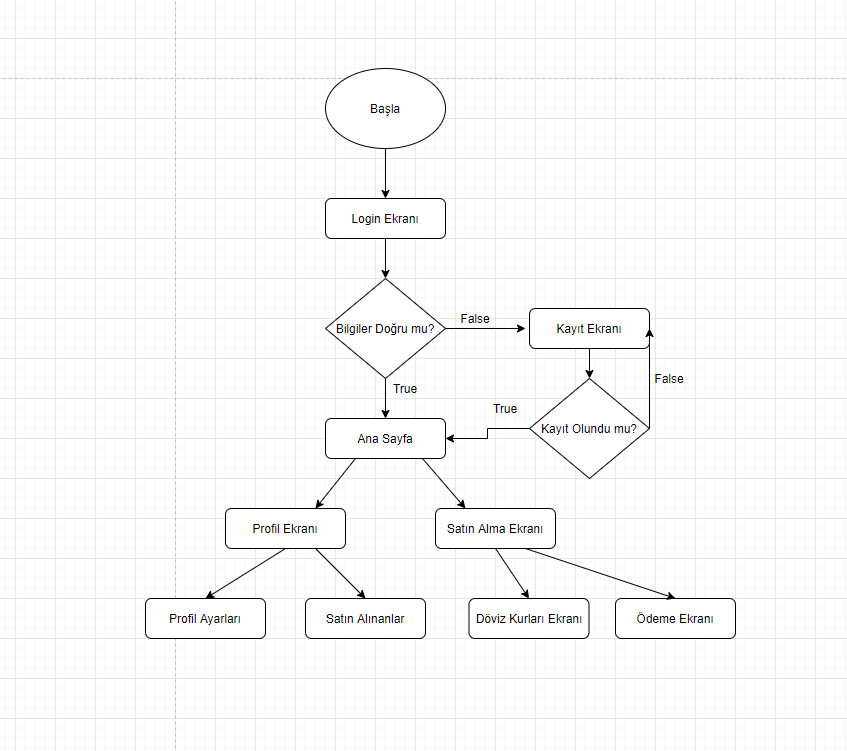 Başla
Login Ekranı
Bilgiler Doğru mu?
False
Kayıt Ekranı
True
False
True
Kayıt Olundu mu?
Ana Sayfa
Profil Ekranı
Satın Alma Ekranı
Profil Ayarları
Satın Alınanlar
Döviz Kurları Ekranı
Ödeme Ekranı